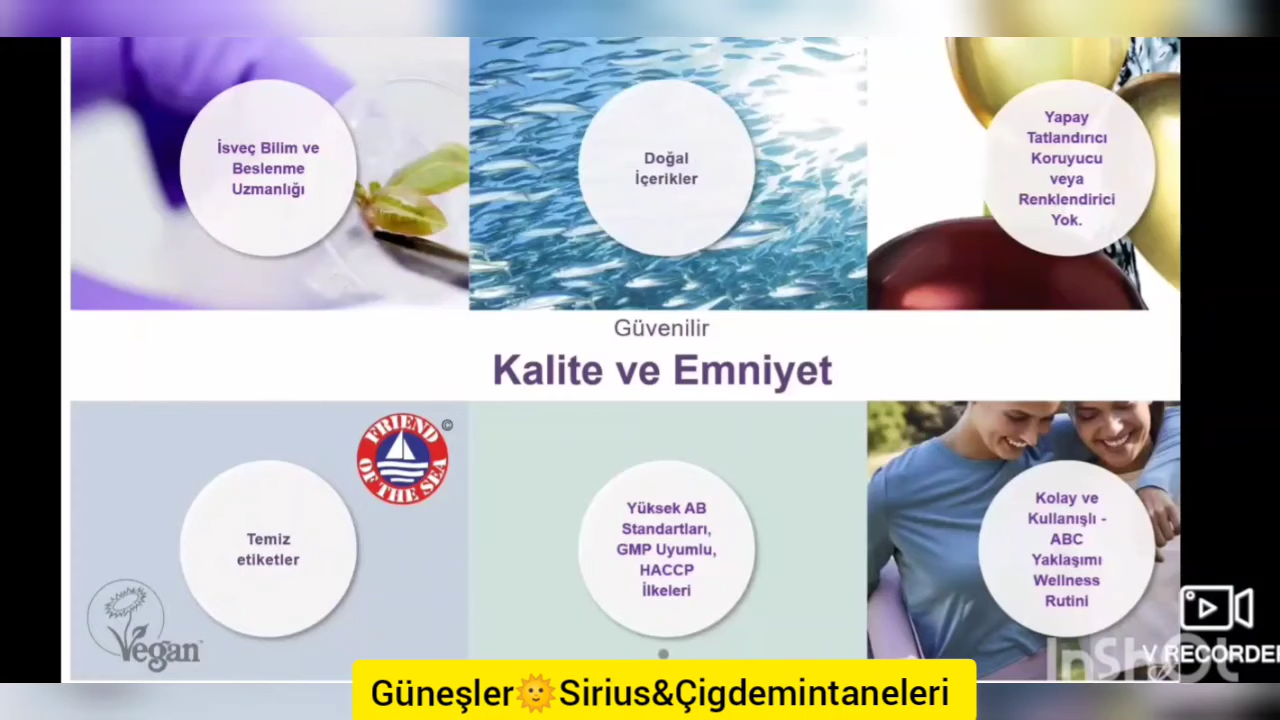 İsveç Bilim ve
Beslenme
Uzmanlığı
Doğal
İçerikler
Yapay
Tatlandırıcı
Koruyucu
veya
Renklendirici
Yok.
Güvenilir
Kalite ve Emniyet
FRIEND
OF THE SEA
©
Temiz
etiketler
Vegan™
Yüksek AB
Standartları,
GMP Uyumlu,
HACCP
İlkeleri
Kolay ve
Kullanışlı -
ABC
Yaklaşımı
Wellness
Rutini
InShOt
V RECORDER
Güneşler🌞Sirius&Çigdemintaneleri